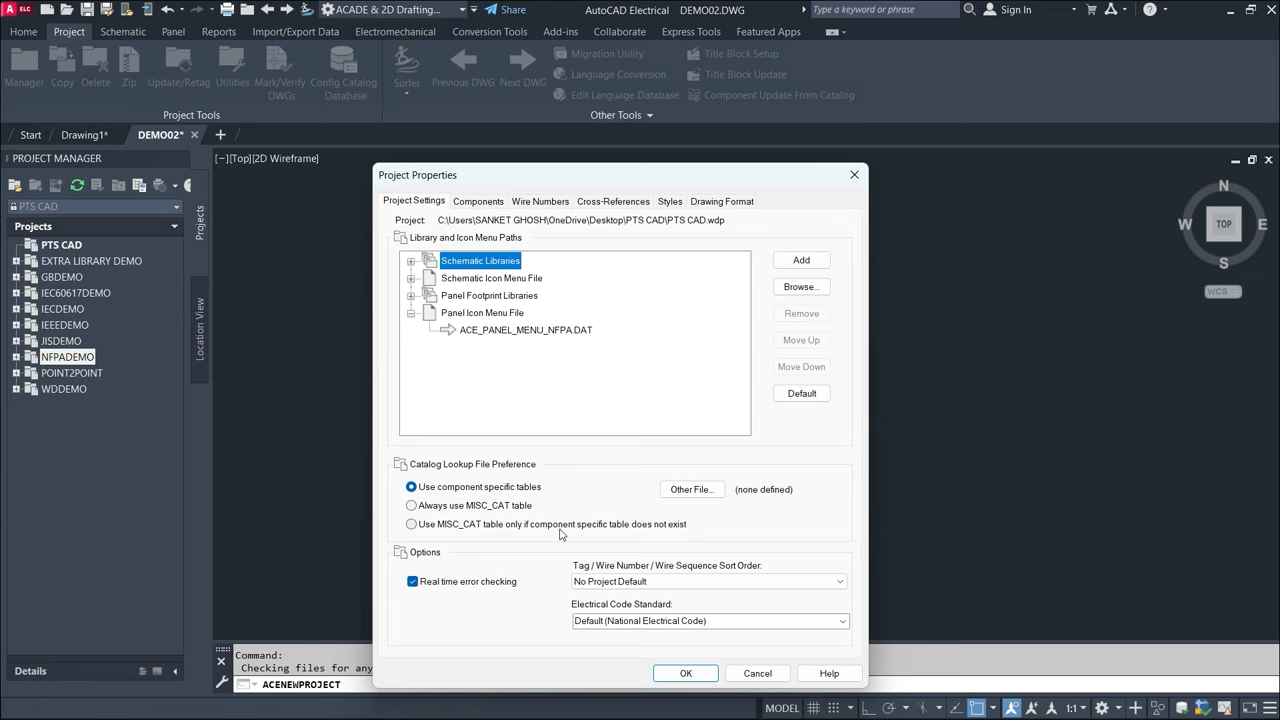 ELC
ACADE & 2D Drafting...
Share
AutoCAD Electrical DEMO02.DWG
Type a keyword or phrase
Sign In
Home Project Schematic Panel Reports Import/Export Data Electromechanical Conversion Tools Add-ins Collaborate Express Tools Featured Apps
Manager Copy Delete Zip Update/Retag Utilities Mark/Verify DWGs Config Catalog Database Surfer Previous DWG Next DWG
Migration Utility
Language Conversion
Edit Language Database
Title Block Setup
Title Block Update
Component Update From Catalog
Project Tools
Other Tools
Start Drawing1* DEMO02*
PROJECT MANAGER
[−][Top][2D Wireframe]
PTS CAD
Projects
PTS CAD
EXTRA LIBRARY DEMO
GBDEMO
IEC60617DEMO
IECDEMO
IEEEDEMO
JISDEMO
NFPADEMO
POINT2POINT
WDDEMO
Projects
Location View
Details
Project Properties
Project Settings Components Wire Numbers Cross-References Styles Drawing Format
Project: C:\Users\SANKET GHOSH\OneDrive\Desktop\PTS CAD\PTS CAD.wdp
Library and Icon Menu Paths
Schematic Libraries
Schematic Icon Menu File
Panel Footprint Libraries
Panel Icon Menu File
ACE_PANEL_MENU_NFPA.DAT
Add
Browse...
Remove
Move Up
Move Down
Default
Catalog Lookup File Preference
Use component specific tables
Other File... (none defined)
Always use MISC_CAT table
Use MISC_CAT table only if component specific table does not exist
Options
Real time error checking
Tag / Wire Number / Wire Sequence Sort Order:
No Project Default
Electrical Code Standard:
Default (National Electrical Code)
OK Cancel Help
N
W TOP E
S
WCS
Command:
Checking files for any
ACENEWPROJECT
MODEL
1:1